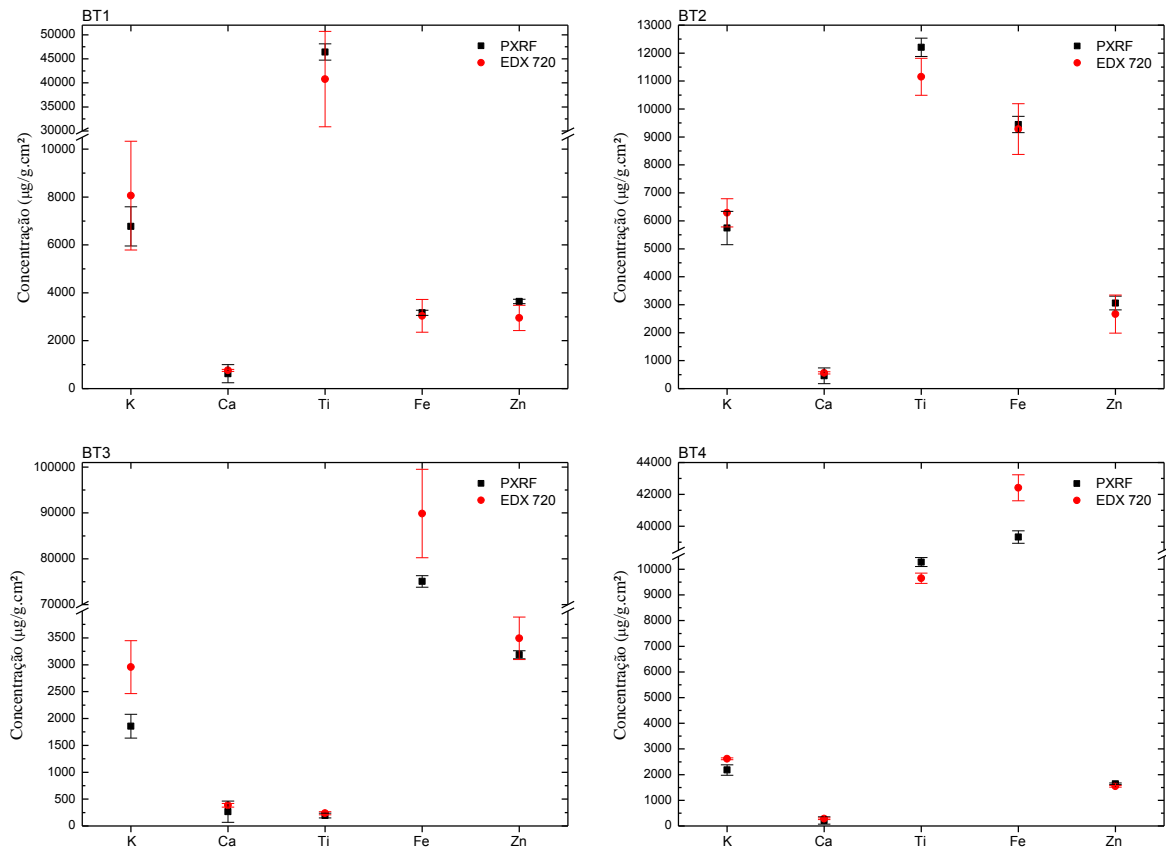 BT1
50000
45000
40000
35000
30000
10000
8000
6000
4000
2000
0
Concentração (µg/g.cm²)
PXRF
EDX 720
K Ca Ti Fe Zn
BT2
13000
12000
11000
10000
9000
8000
7000
6000
5000
4000
3000
2000
1000
0
Concentração (µg/g.cm²)
PXRF
EDX 720
K Ca Ti Fe Zn
BT3
100000
90000
80000
70000
3500
3000
2500
2000
1500
1000
500
0
Concentração (µg/g.cm²)
PXRF
EDX 720
K Ca Ti Fe Zn
BT4
44000
42000
40000
10000
9000
8000
7000
6000
5000
4000
3000
2000
1000
0
Concentração (µg/g.cm²)
PXRF
EDX 720
K Ca Ti Fe Zn